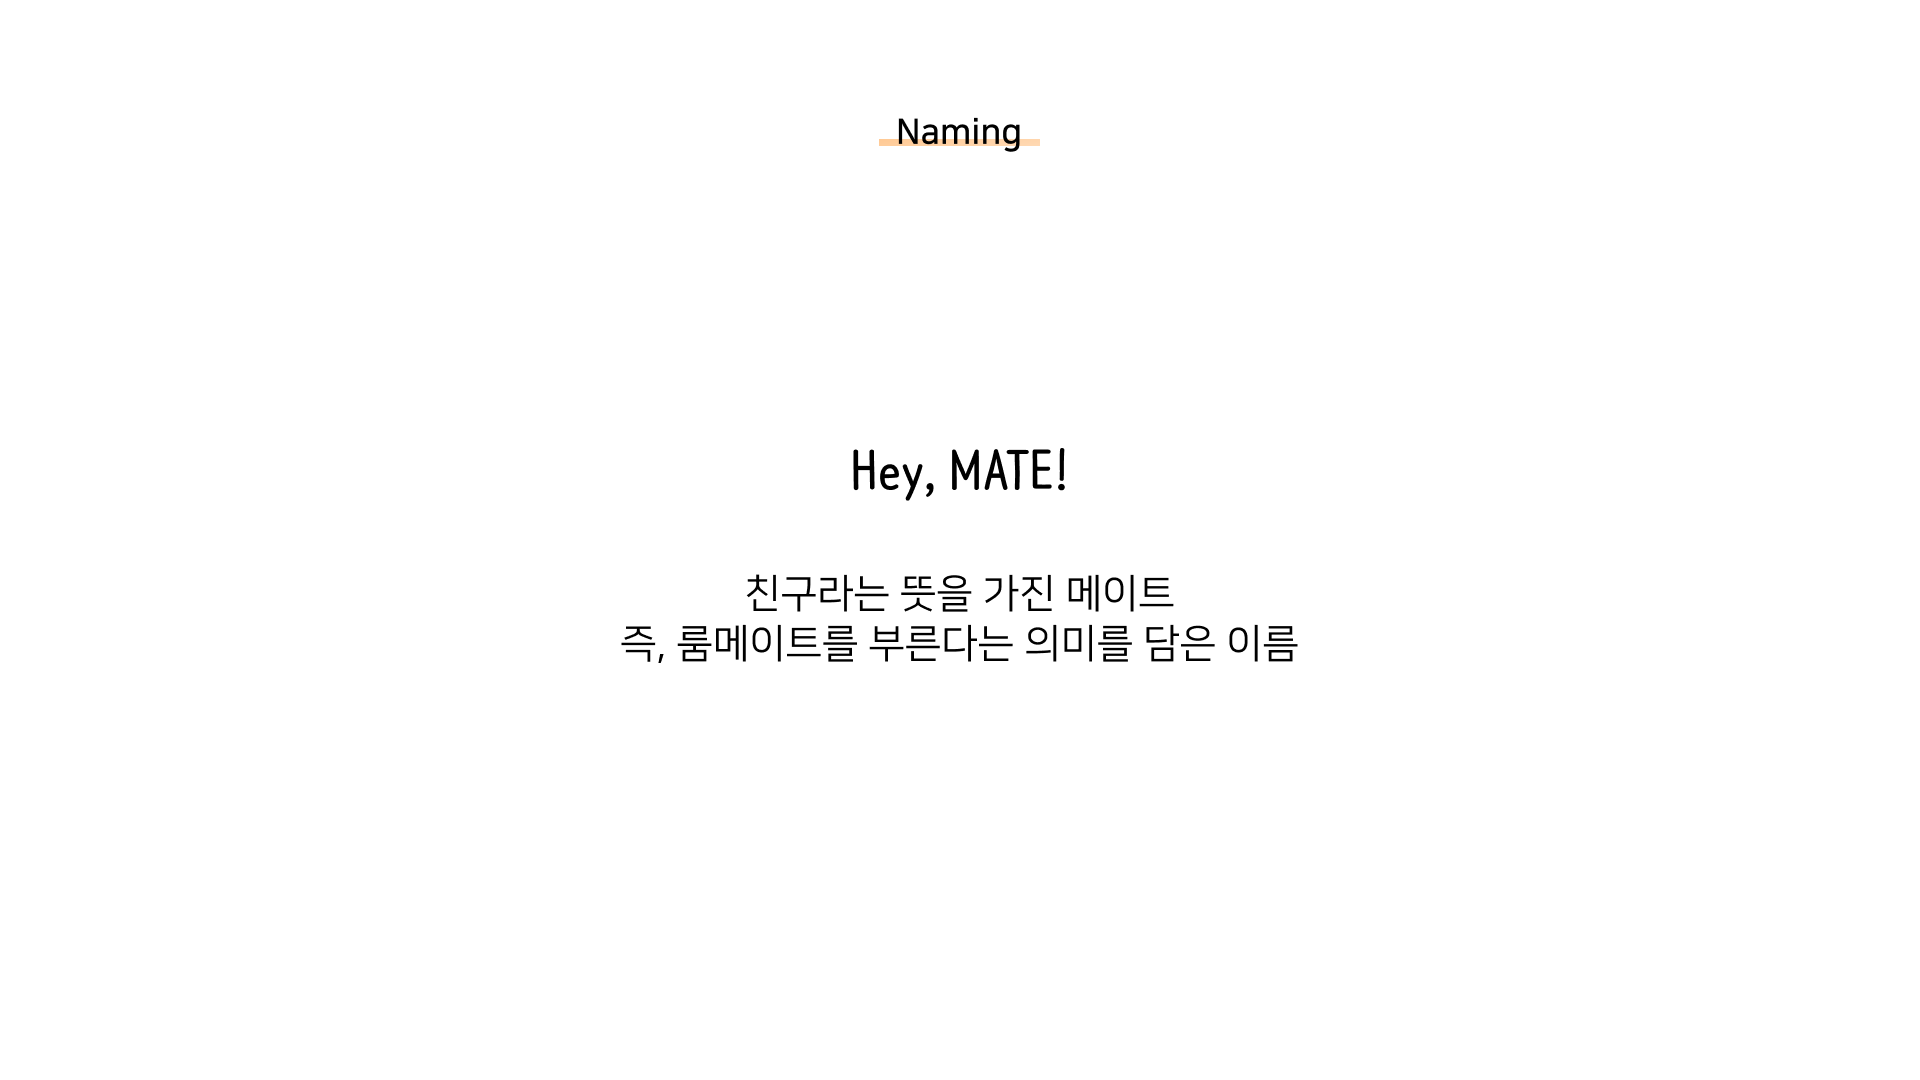 Naming
Hey, MATE!
친구라는 뜻을 가진 메이트
즉, 룸메이트를 부른다는 의미를 담은 이름